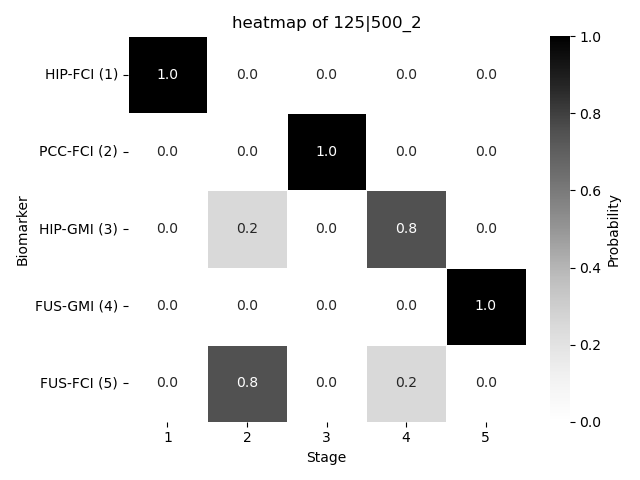 heatmap of 125|500_2
HIP-FCI (1) 1.0 0.0 0.0 0.0 0.0
PCC-FCI (2) 0.0 0.0 1.0 0.0 0.0
HIP-GMI (3) 0.0 0.2 0.0 0.8 0.0
FUS-GMI (4) 0.0 0.0 0.0 0.0 1.0
FUS-FCI (5) 0.0 0.8 0.0 0.2 0.0
1 2 3 4 5
Stage
Biomarker
1.0
0.8
0.6
0.4
0.2
0.0
Probability